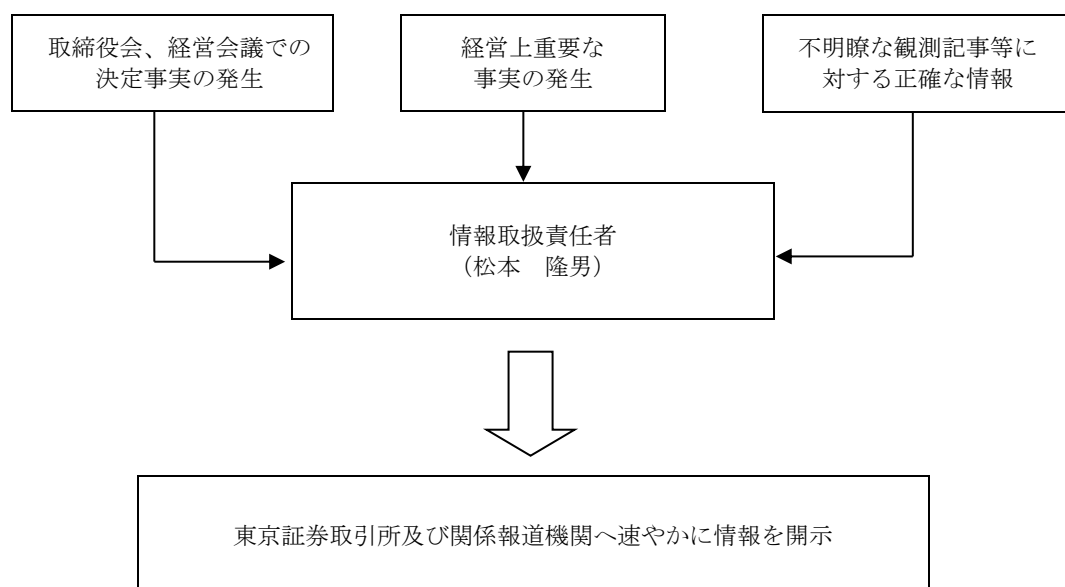 取締役会、経営会議での
決定事実の発生
経営上重要な
事実の発生
不明瞭な観測記事等に
対する正確な情報
情報取扱責任者
（松本　隆男）
東京証券取引所及び関係報道機関へ速やかに情報を開示